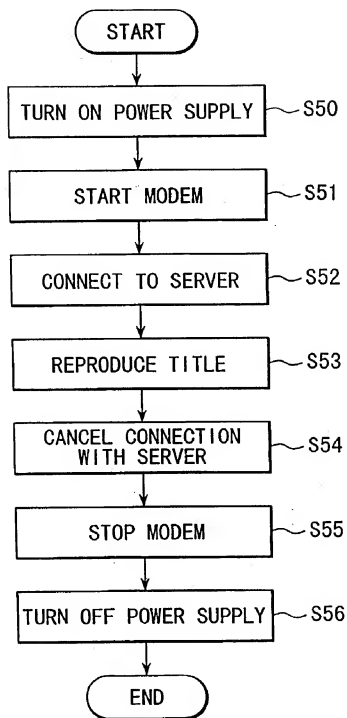 START
TURN ON POWER SUPPLY S50
START MODEM S51
CONNECT TO SERVER S52
REPRODUCE TITLE S53
CANCEL CONNECTION
WITH SERVER S54
STOP MODEM S55
TURN OFF POWER SUPPLY S56
END